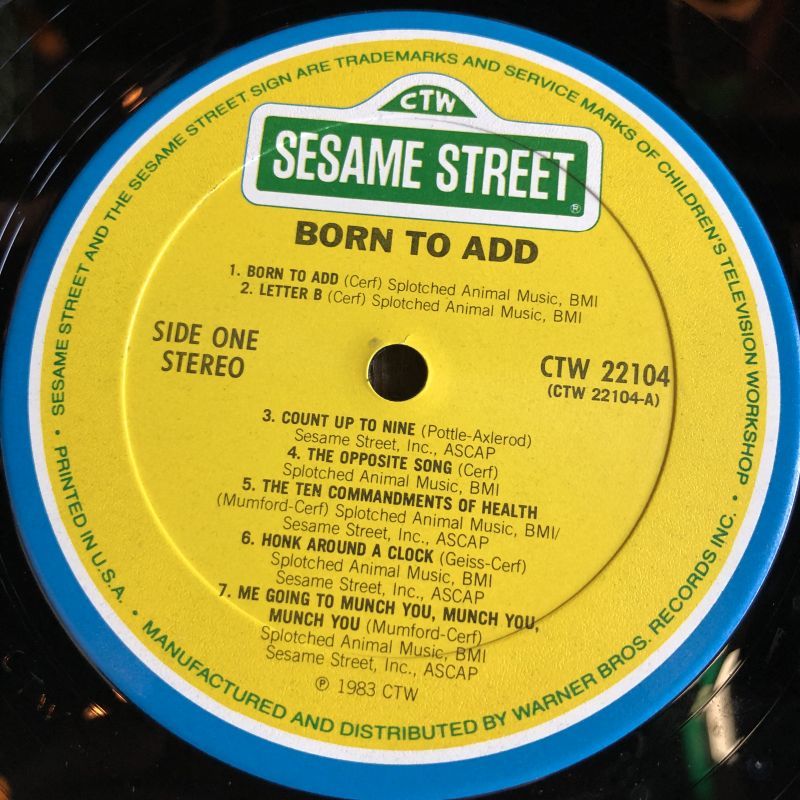 SESAME STREET AND THE SESAME STREET SIGN ARE TRADEMARKS AND SERVICE MARKS OF CHILDREN'S TELEVISION WORKSHOP •
CTW
SESAME STREET®
BORN TO ADD
1. BORN TO ADD (Cerf) Splotched Animal Music, BMI
2. LETTER B (Cerf) Splotched Animal Music, BMI
SIDE ONE
STEREO
CTW 22104
(CTW 22104-A)
3. COUNT UP TO NINE (Pottle-Axlerod)
Sesame Street, Inc., ASCAP
4. THE OPPOSITE SONG (Cerf)
Splotched Animal Music, BMI
5. THE TEN COMMANDMENTS OF HEALTH
(Mumford-Cerf) Splotched Animal Music, BMI/
Sesame Street, Inc., ASCAP
6. HONK AROUND A CLOCK (Geiss-Cerf)
Splotched Animal Music, BMI
Sesame Street, Inc., ASCAP
7. ME GOING TO MUNCH YOU, MUNCH YOU,
MUNCH YOU (Mumford-Cerf)
Splotched Animal Music, BMI
Sesame Street, Inc., ASCAP
℗ 1983 CTW
• PRINTED IN U.S.A. • MANUFACTURED AND DISTRIBUTED BY WARNER BROS. RECORDS INC. •